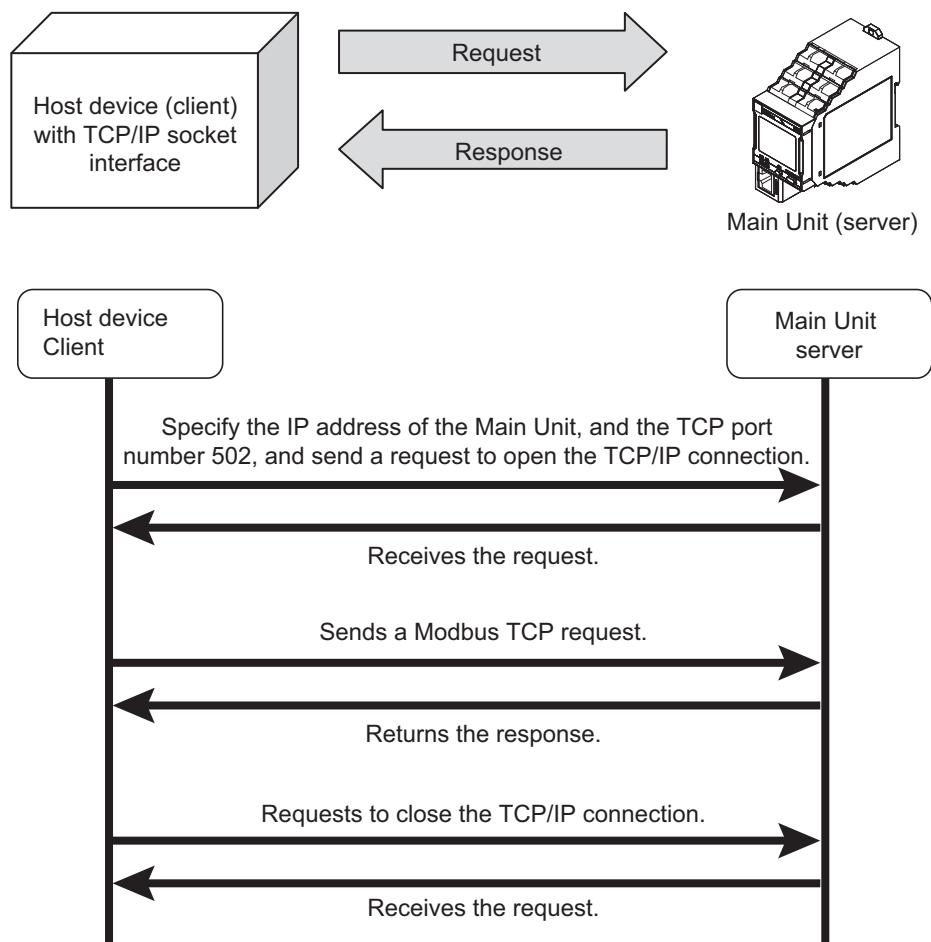 Request
Host device (client)
with TCP/IP socket
interface
Response
Main Unit (server)
Host device
Client
Main Unit
server
Specify the IP address of the Main Unit, and the TCP port
number 502, and send a request to open the TCP/IP connection.
Receives the request.
Sends a Modbus TCP request.
Returns the response.
Requests to close the TCP/IP connection.
Receives the request.